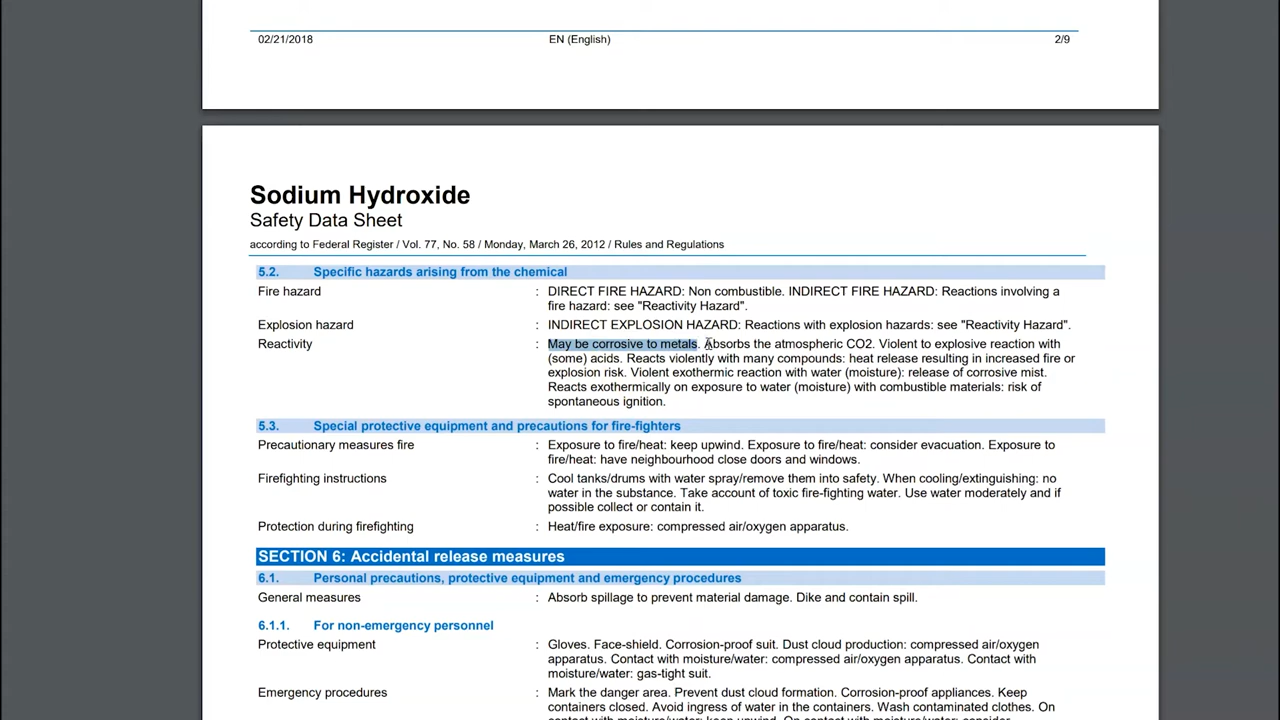 02/21/2018 EN (English) 2/9
Sodium Hydroxide
Safety Data Sheet
according to Federal Register / Vol. 77, No. 58 / Monday, March 26, 2012 / Rules and Regulations
5.2. Specific hazards arising from the chemical
Fire hazard : DIRECT FIRE HAZARD: Non combustible. INDIRECT FIRE HAZARD: Reactions involving a
fire hazard: see "Reactivity Hazard".
Explosion hazard : INDIRECT EXPLOSION HAZARD: Reactions with explosion hazards: see "Reactivity Hazard".
Reactivity : May be corrosive to metals. Absorbs the atmospheric CO2. Violent to explosive reaction with
(some) acids. Reacts violently with many compounds: heat release resulting in increased fire or
explosion risk. Violent exothermic reaction with water (moisture): release of corrosive mist.
Reacts exothermically on exposure to water (moisture) with combustible materials: risk of
spontaneous ignition.
5.3. Special protective equipment and precautions for fire-fighters
Precautionary measures fire : Exposure to fire/heat: keep upwind. Exposure to fire/heat: consider evacuation. Exposure to
fire/heat: have neighbourhood close doors and windows.
Firefighting instructions : Cool tanks/drums with water spray/remove them into safety. When cooling/extinguishing: no
water in the substance. Take account of toxic fire-fighting water. Use water moderately and if
possible collect or contain it.
Protection during firefighting : Heat/fire exposure: compressed air/oxygen apparatus.
SECTION 6: Accidental release measures
6.1. Personal precautions, protective equipment and emergency procedures
General measures : Absorb spillage to prevent material damage. Dike and contain spill.
6.1.1. For non-emergency personnel
Protective equipment : Gloves. Face-shield. Corrosion-proof suit. Dust cloud production: compressed air/oxygen
apparatus. Contact with moisture/water: compressed air/oxygen apparatus. Contact with
moisture/water: gas-tight suit.
Emergency procedures : Mark the danger area. Prevent dust cloud formation. Corrosion-proof appliances. Keep
containers closed. Avoid ingress of water in the containers. Wash contaminated clothes. On
contact with moisture/water: keep upwind. On contact with moisture/water: consider